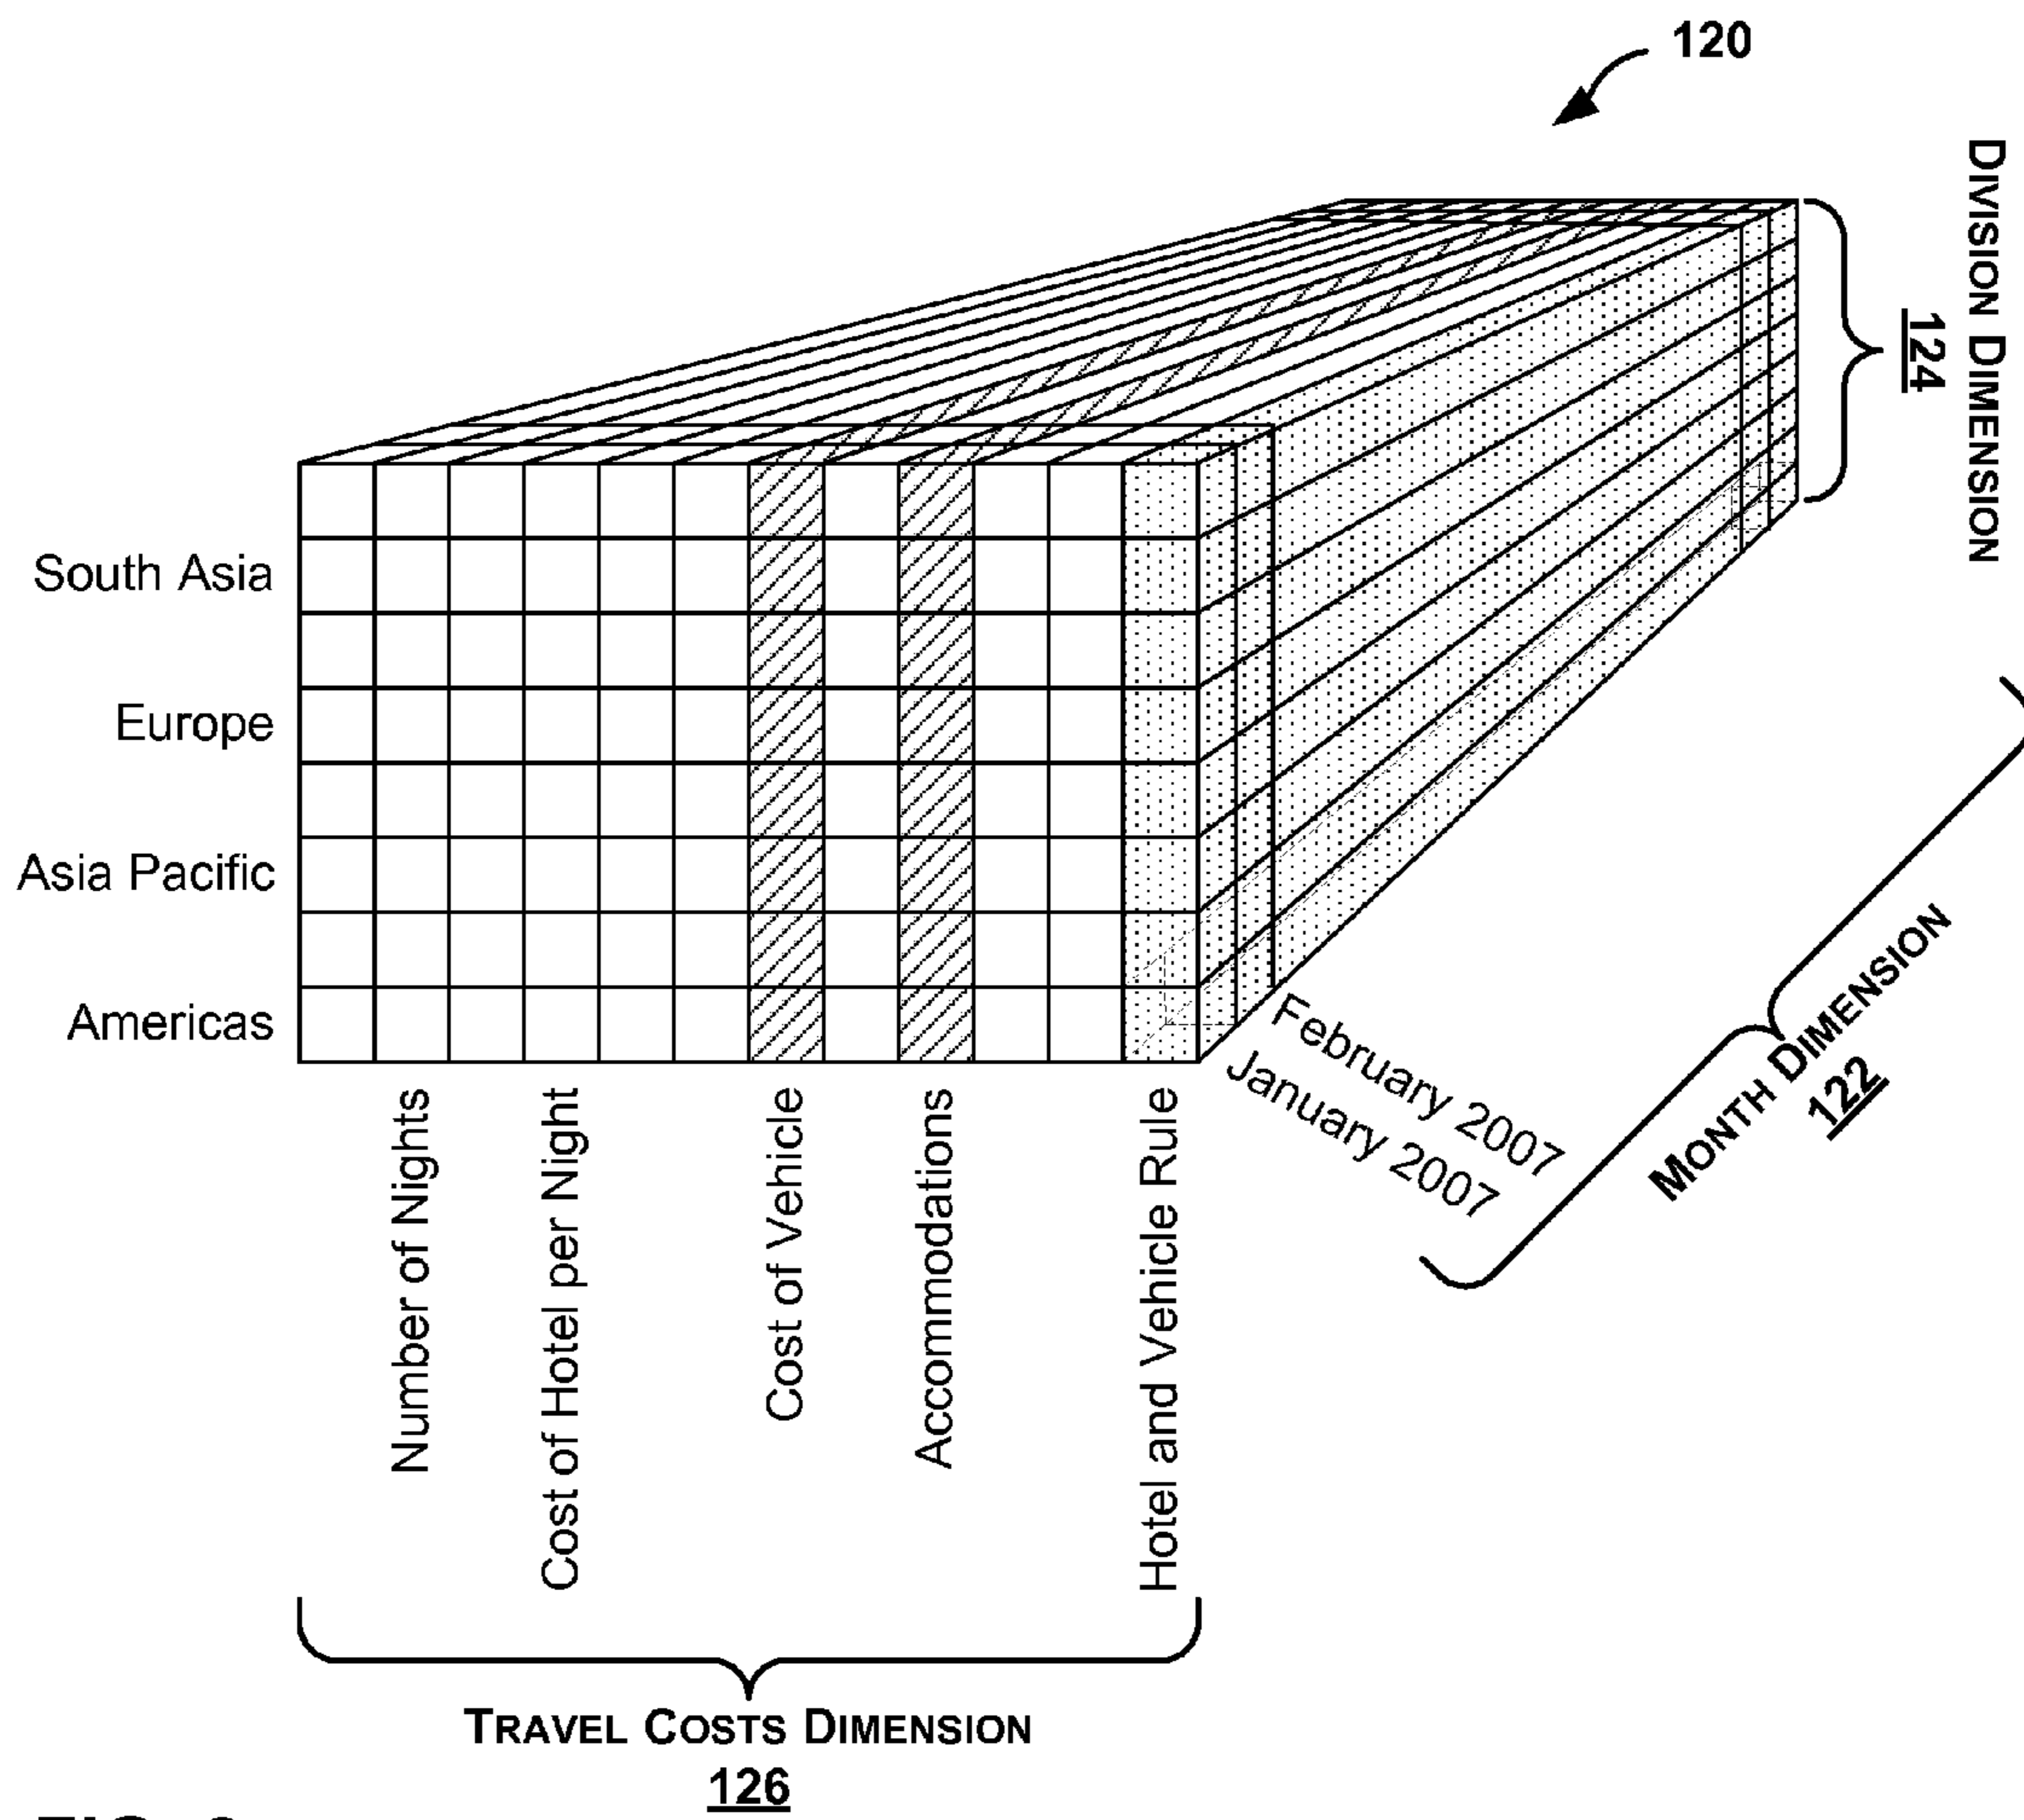 120
DIVISION DIMENSION
124
South Asia
Europe
Asia Pacific
Americas
February 2007
January 2007
MONTH DIMENSION
122
Number of Nights
Cost of Hotel per Night
Cost of Vehicle
Accommodations
Hotel and Vehicle Rule
TRAVEL COSTS DIMENSION
126